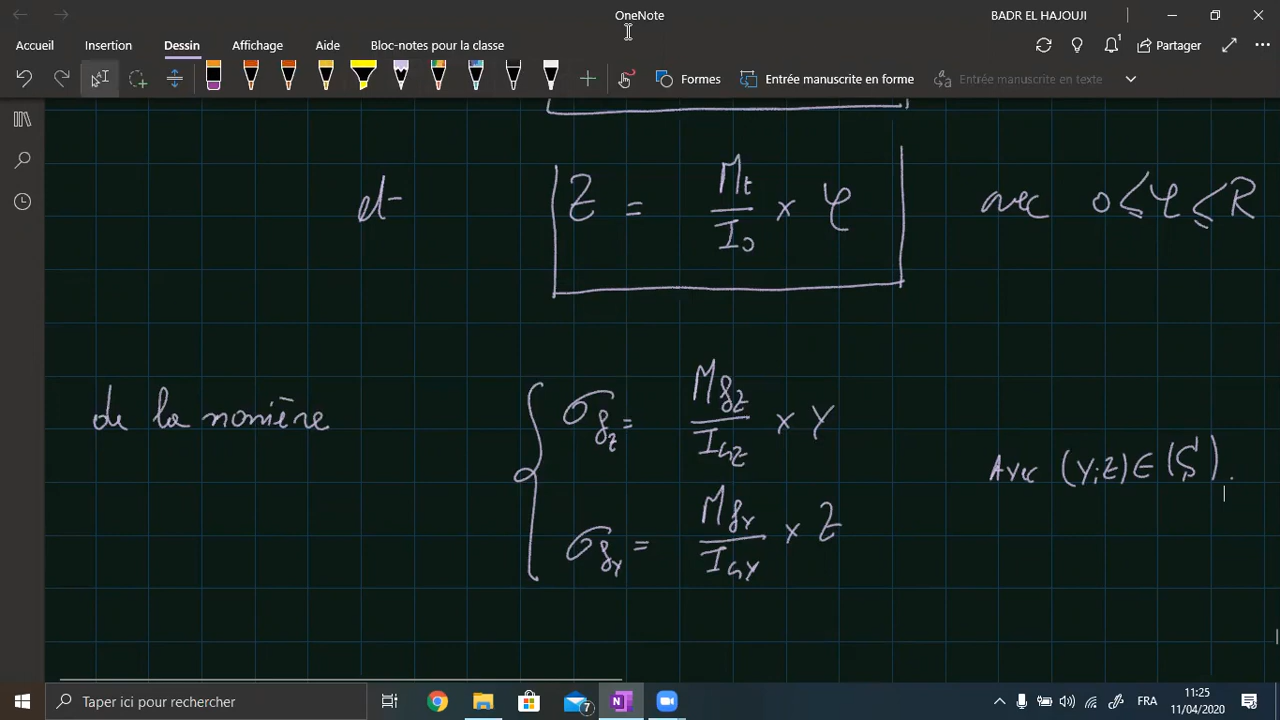 OneNote
BADR EL HAJOUJI
Accueil Insertion Dessin Affichage Aide Bloc-notes pour la classe Partager
Formes Entrée manuscrite en forme Entrée manuscrite en texte
et Z = Mt / I0 × φ avec 0 ≤ φ ≤ R
de la manière
σfz = Mfz / IGz × Y
Avec (Y;Z) ∈ (S).
σfy = Mfy / IGY × Z
Taper ici pour rechercher
7
FRA
11:25
11/04/2020